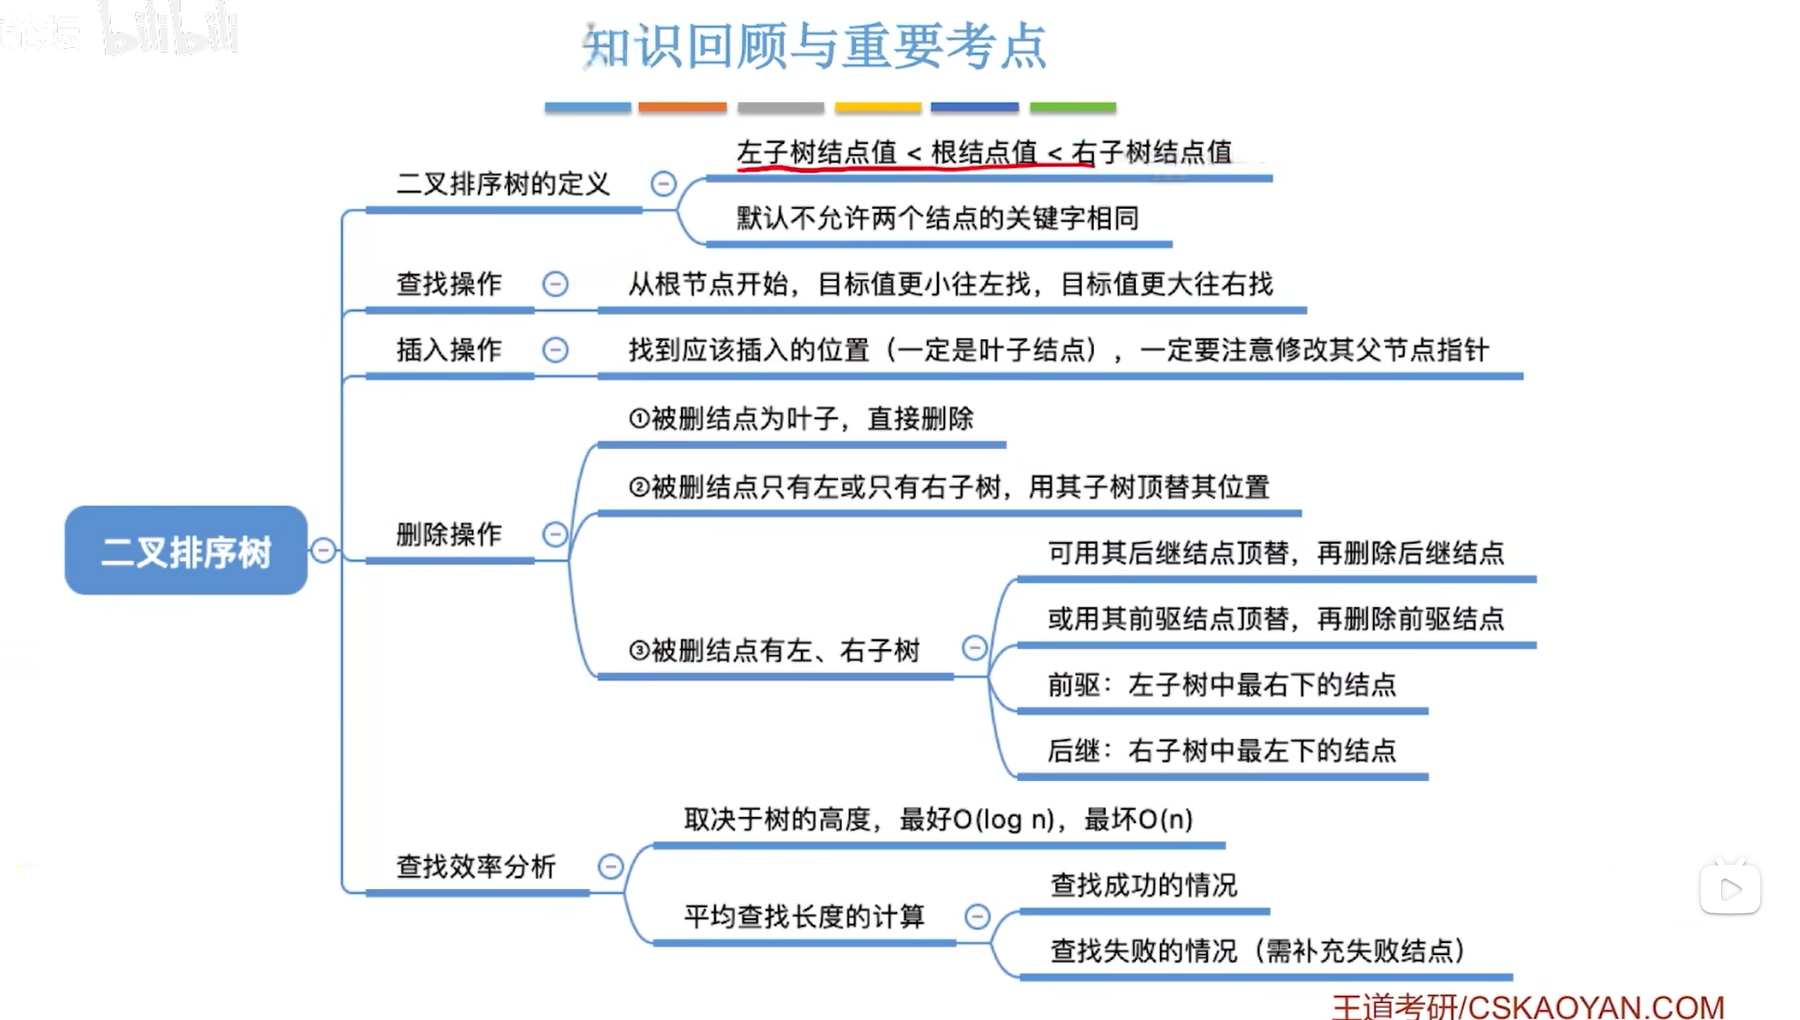 bilibili
知识回顾与重要考点
二叉排序树
二叉排序树的定义
左子树结点值 < 根结点值 < 右子树结点值
默认不允许两个结点的关键字相同
查找操作
从根节点开始，目标值更小往左找，目标值更大往右找
插入操作
找到应该插入的位置（一定是叶子结点），一定要注意修改其父节点指针
删除操作
①被删结点为叶子，直接删除
②被删结点只有左或只有右子树，用其子树顶替其位置
③被删结点有左、右子树
可用其后继结点顶替，再删除后继结点
或用其前驱结点顶替，再删除前驱结点
前驱：左子树中最右下的结点
后继：右子树中最左下的结点
查找效率分析
取决于树的高度，最好O(log n)，最坏O(n)
平均查找长度的计算
查找成功的情况
查找失败的情况（需补充失败结点）
王道考研/CSKAOYAN.COM